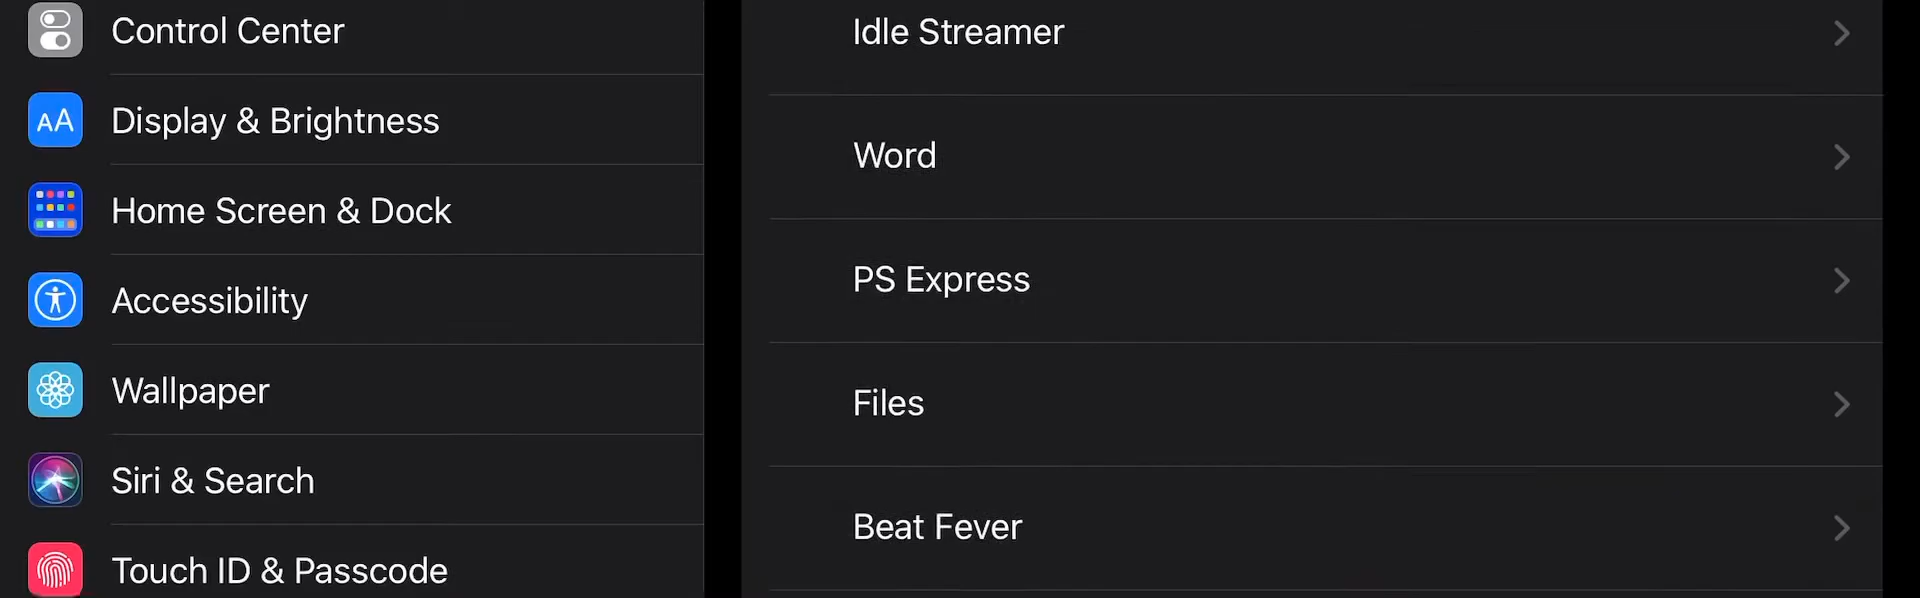 Control Center
Display & Brightness
Home Screen & Dock
Accessibility
Wallpaper
Siri & Search
Touch ID & Passcode
Idle Streamer
Word
PS Express
Files
Beat Fever